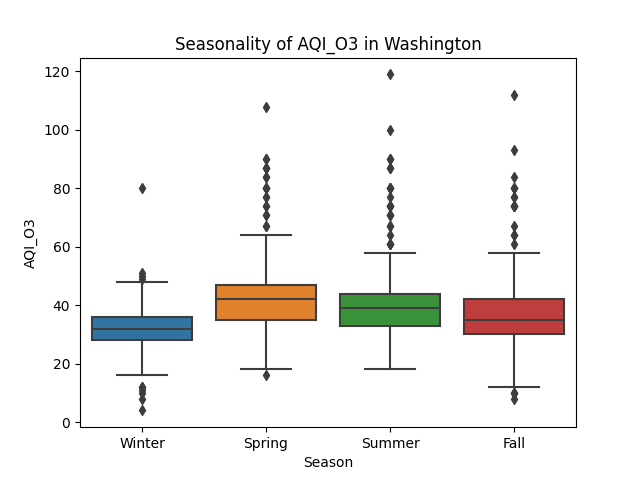 Seasonality of AQI_O3 in Washington
120
100
80
60
40
20
0
AQI_O3
Winter
Spring
Summer
Fall
Season